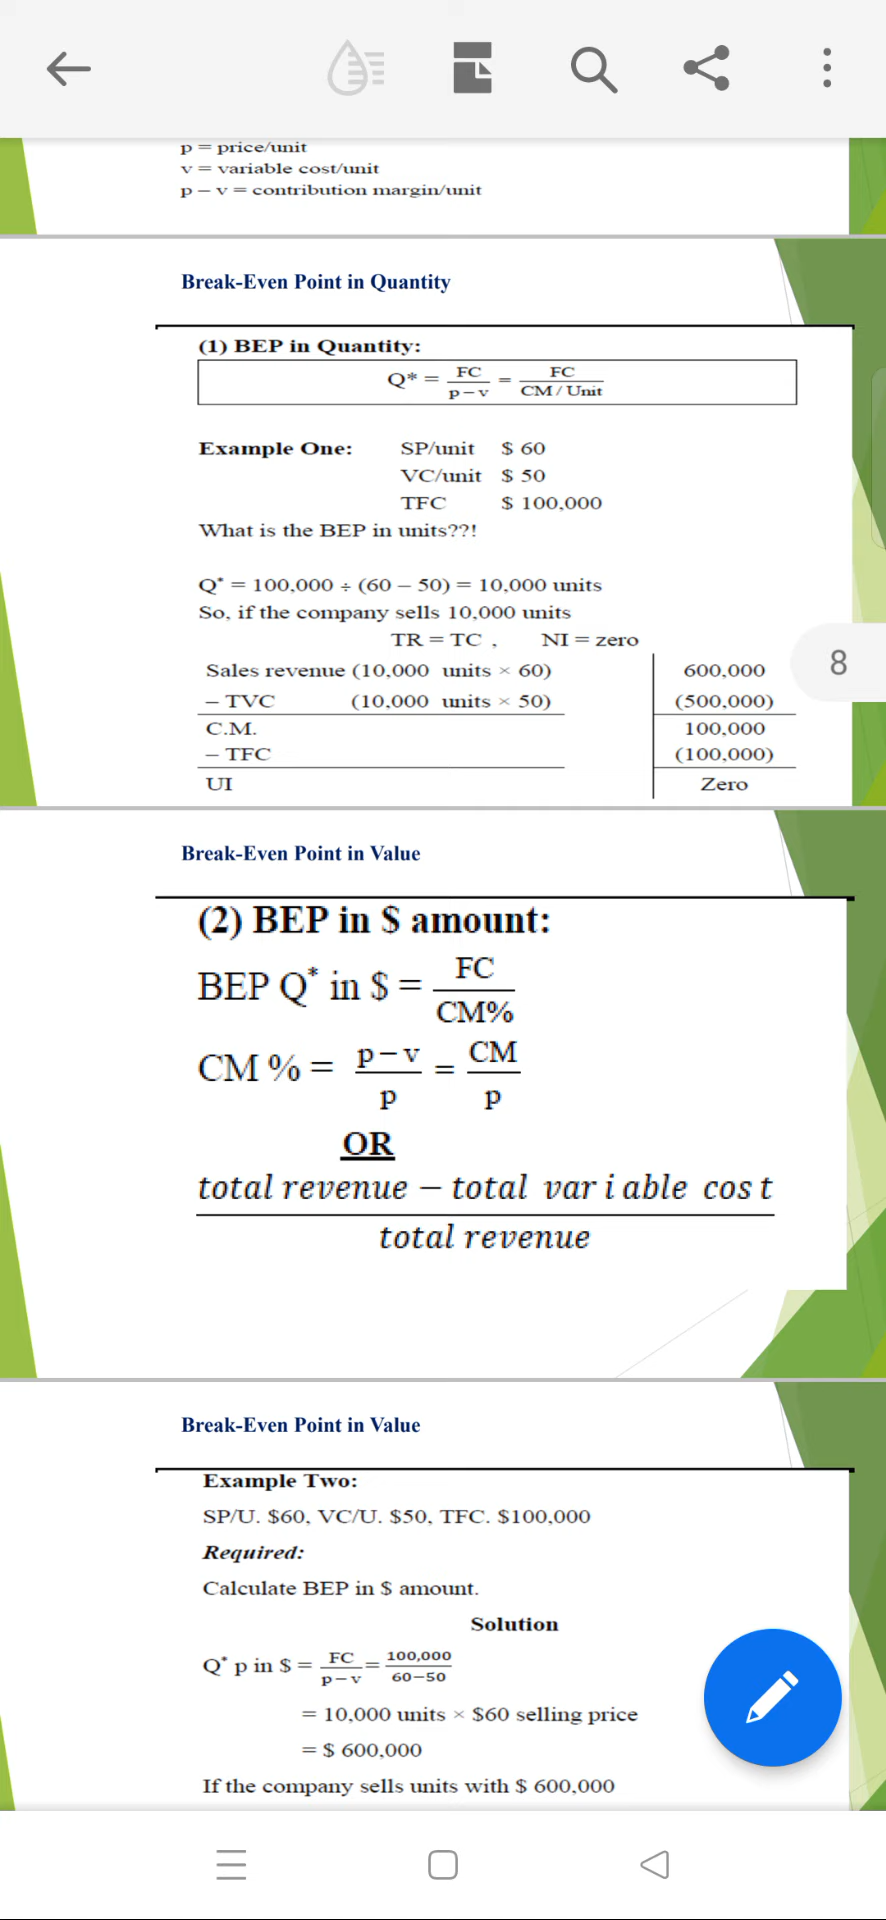 p = price/unit
v = variable cost/unit
p – v = contribution margin/unit
Break-Even Point in Quantity
(1) BEP in Quantity:
Q* = FC / p – v = FC / CM / Unit
Example One: SP/unit $ 60
VC/unit $ 50
TFC $ 100,000
What is the BEP in units??!
Q* = 100,000 ÷ (60 – 50) = 10,000 units
So, if the company sells 10,000 units
TR = TC , NI = zero
Sales revenue (10,000 units × 60) 600,000
– TVC (10,000 units × 50) (500,000)
C.M. 100,000
– TFC (100,000)
UI Zero
8
Break-Even Point in Value
(2) BEP in $ amount:
BEP Q* in $ = FC / CM%
CM % = p – v / p = CM / p
OR
total revenue – total var i able cos t
total revenue
Break-Even Point in Value
Example Two:
SP/U. $60, VC/U. $50, TFC. $100,000
Required:
Calculate BEP in $ amount.
Solution
Q* p in $ = FC / p – v = 100,000 / 60–50
= 10,000 units × $60 selling price
= $ 600,000
If the company sells units with $ 600,000